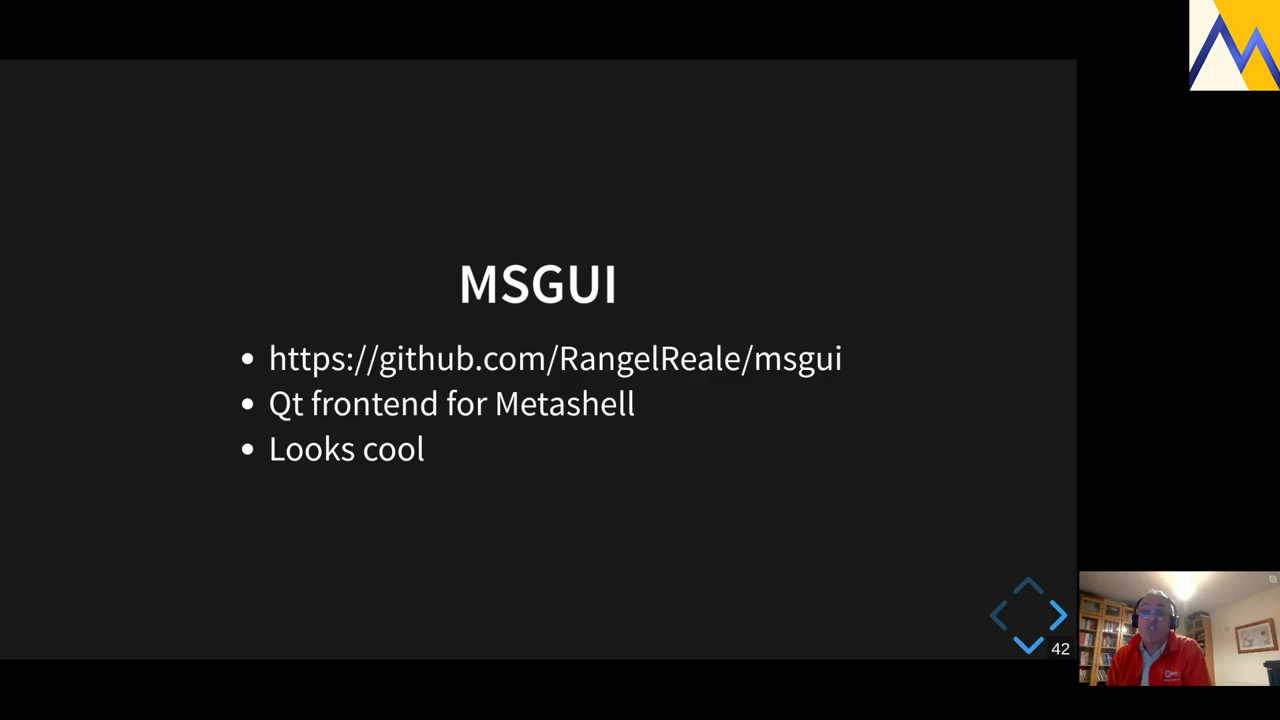 MSGUI
https://github.com/RangelReale/msgui
Qt frontend for Metashell
Looks cool
42